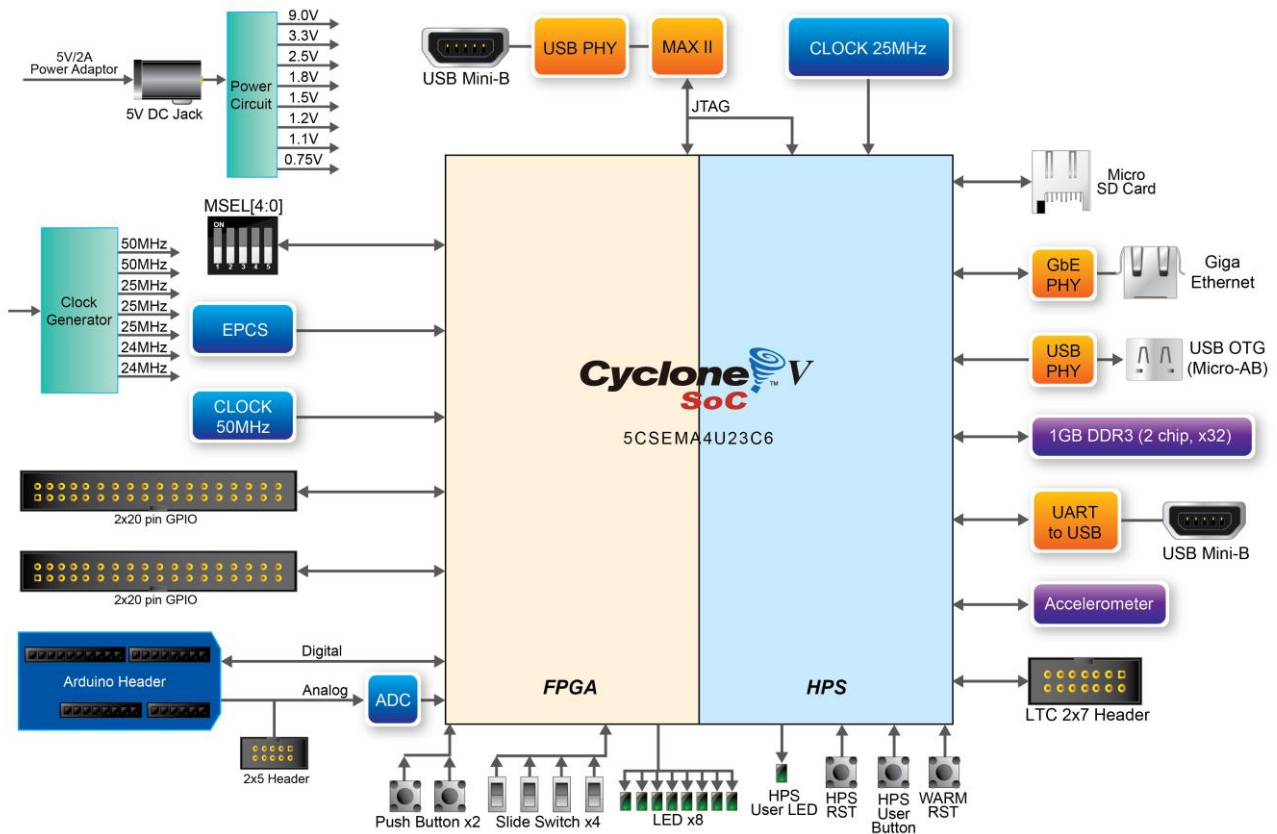 5V/2A
Power Adaptor
5V DC Jack
Power
Circuit
9.0V
3.3V
2.5V
1.8V
1.5V
1.2V
1.1V
0.75V
USB Mini-B
USB PHY
MAX II
JTAG
CLOCK 25MHz
MSEL[4:0]
ON
1 2 3 4 5
Clock
Generator
50MHz
50MHz
25MHz
25MHz
25MHz
24MHz
24MHz
EPCS
CLOCK
50MHz
2x20 pin GPIO
2x20 pin GPIO
Arduino Header
Digital
Analog
ADC
2x5 Header
Cyclone V
TM
SoC
5CSEMA4U23C6
FPGA
HPS
Micro
SD Card
GbE
PHY
Giga
Ethernet
USB
PHY
USB OTG
(Micro-AB)
1GB DDR3 (2 chip, x32)
UART
to USB
USB Mini-B
Accelerometer
LTC 2x7 Header
Push Button x2
Slide Switch x4
LED x8
HPS
User LED
HPS
RST
HPS
User
Button
WARM
RST